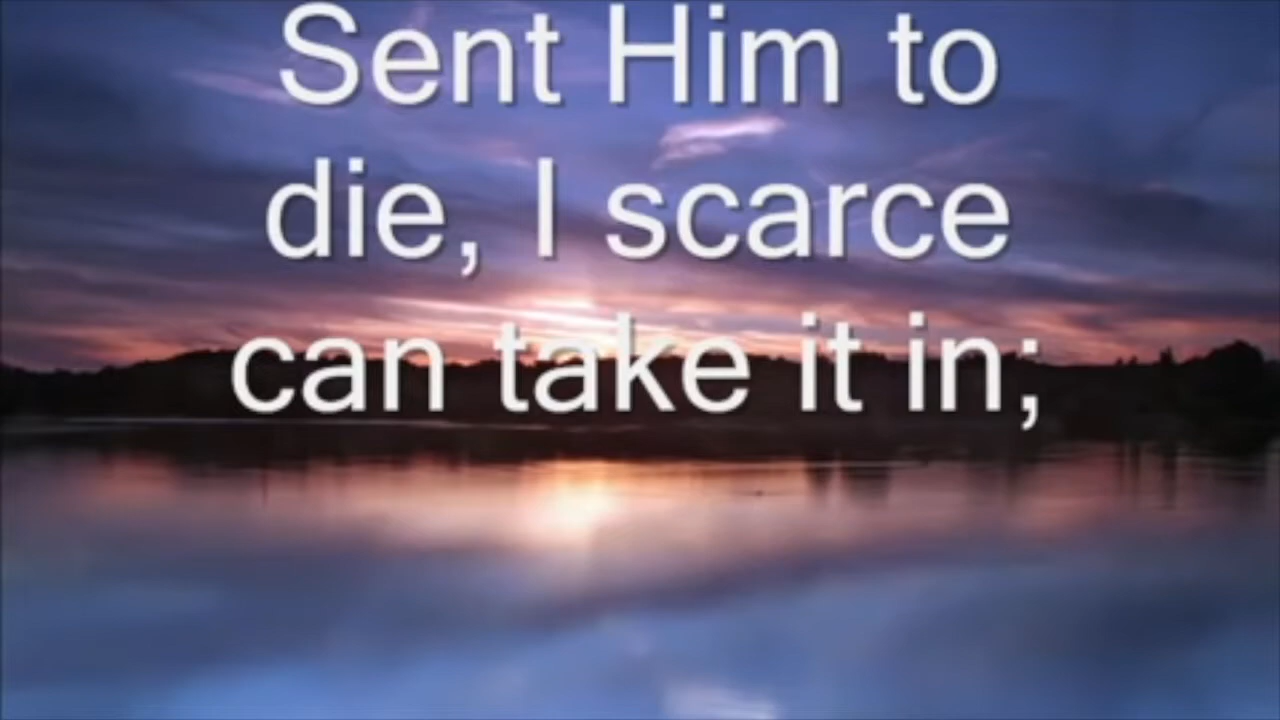 Sent Him to
die, I scarce
can take it in;